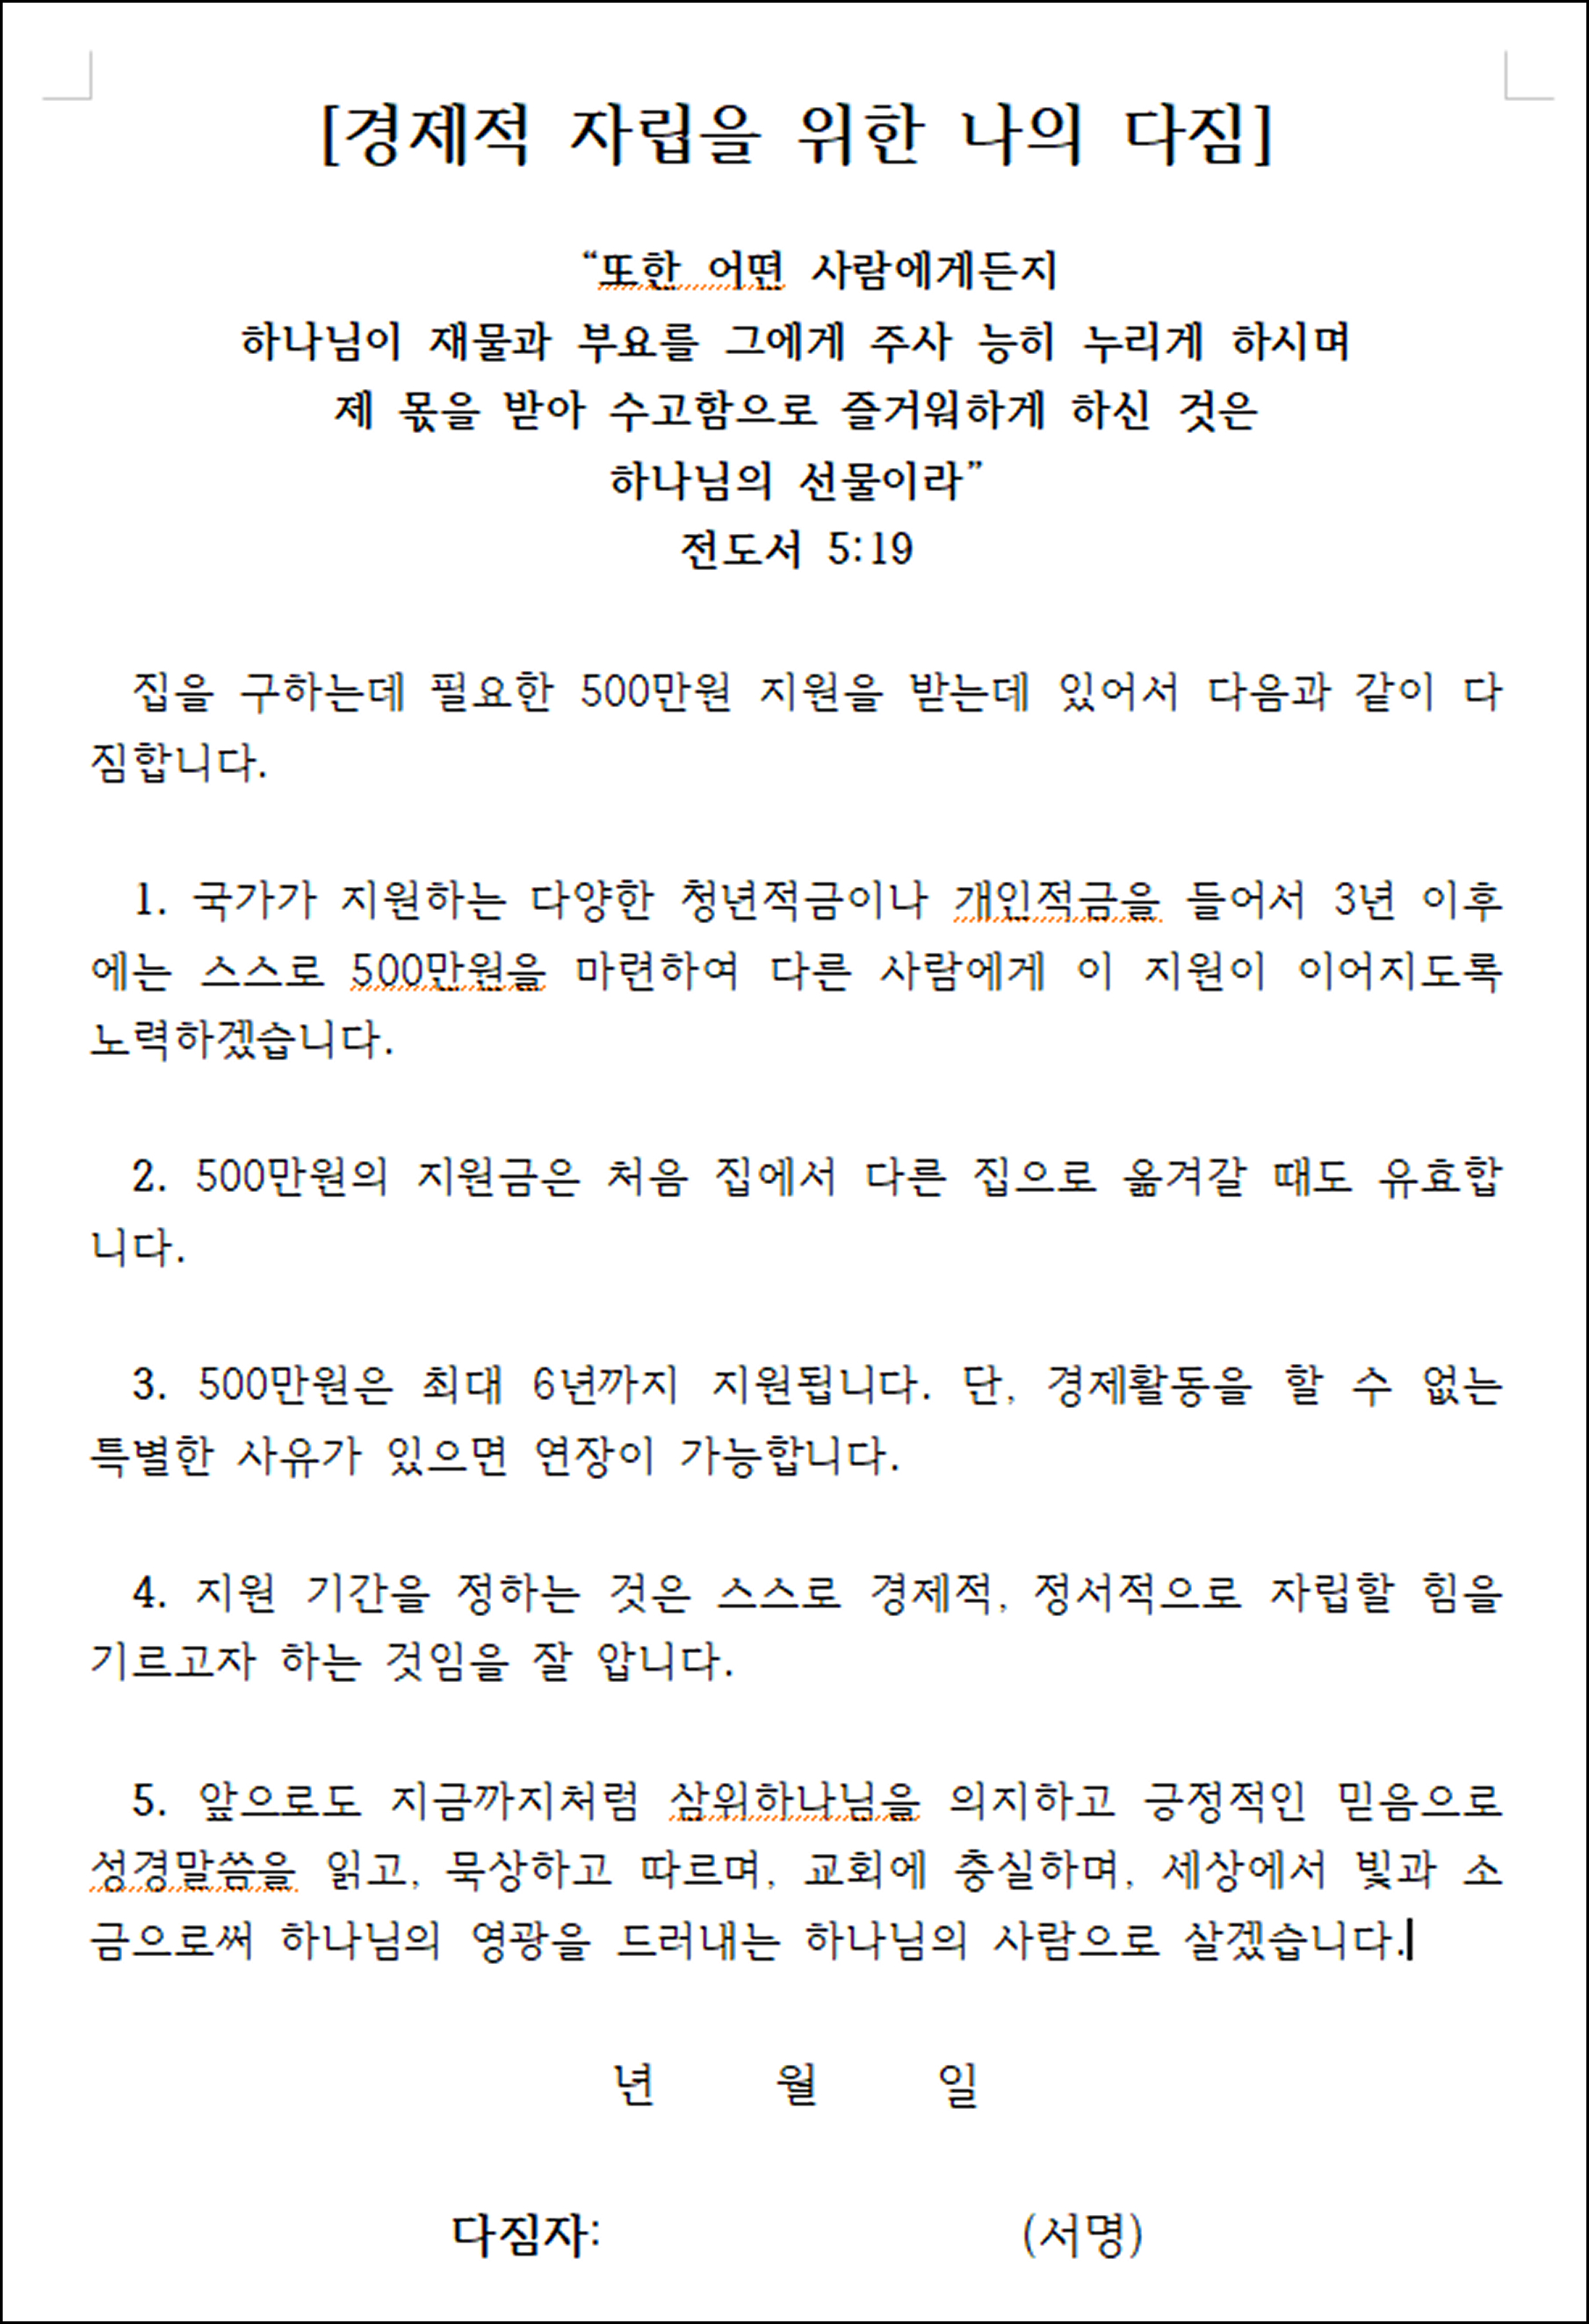 [경제적 자립을 위한 나의 다짐]
“또한 어떤 사람에게든지
하나님이 재물과 부요를 그에게 주사 능히 누리게 하시며
제 몫을 받아 수고함으로 즐거워하게 하신 것은
하나님의 선물이라”
전도서 5:19
집을 구하는데 필요한 500만원 지원을 받는데 있어서 다음과 같이 다
짐합니다.
1. 국가가 지원하는 다양한 청년적금이나 개인적금을 들어서 3년 이후
에는 스스로 500만원을 마련하여 다른 사람에게 이 지원이 이어지도록
노력하겠습니다.
2. 500만원의 지원금은 처음 집에서 다른 집으로 옮겨갈 때도 유효합
니다.
3. 500만원은 최대 6년까지 지원됩니다. 단, 경제활동을 할 수 없는
특별한 사유가 있으면 연장이 가능합니다.
4. 지원 기간을 정하는 것은 스스로 경제적, 정서적으로 자립할 힘을
기르고자 하는 것임을 잘 압니다.
5. 앞으로도 지금까지처럼 삼위하나님을 의지하고 긍정적인 믿음으로
성경말씀을 읽고, 묵상하고 따르며, 교회에 충실하며, 세상에서 빛과 소
금으로써 하나님의 영광을 드러내는 하나님의 사람으로 살겠습니다.
년 월 일
다짐자: (서명)